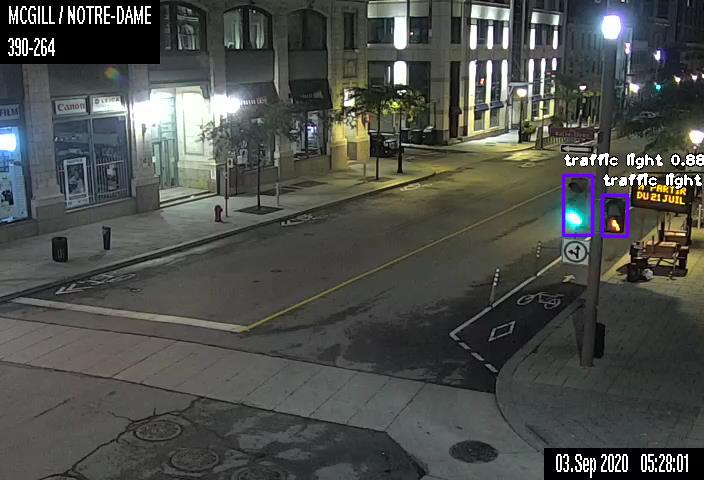 MCGILL / NOTRE-DAME
390-264
Canon
LEICA
traffic light 0.88
traffic light
À PARTIR
DU 21 JUIL
03.Sep 2020 05:28:01